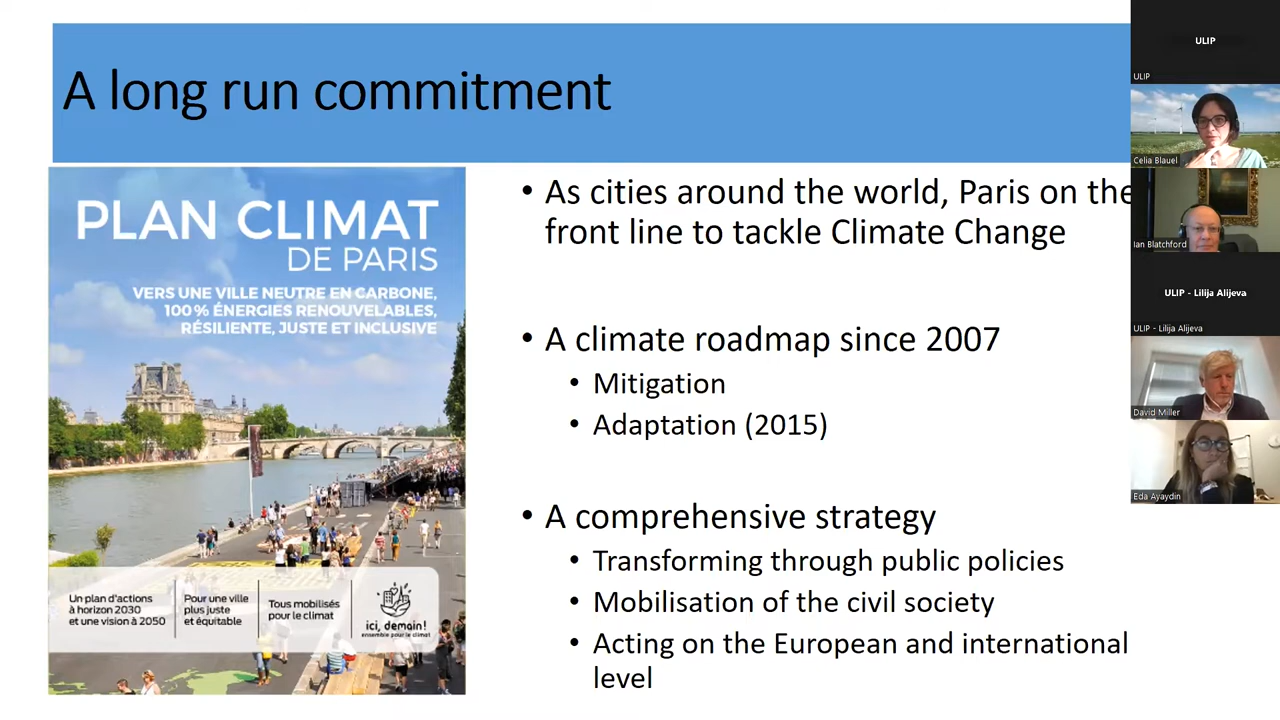 A long run commitment
PLAN CLIMAT
DE PARIS
VERS UNE VILLE NEUTRE EN CARBONE,
100 % ÉNERGIES RENOUVELABLES,
RÉSILIENTE, JUSTE ET INCLUSIVE
Un plan d'actions
à horizon 2030
et une vision à 2050
Pour une ville
plus juste
et équitable
Tous mobilisés
pour le climat
ici, demain!
ensemble pour le climat
• As cities around the world, Paris on the
front line to tackle Climate Change
• A climate roadmap since 2007
• Mitigation
• Adaptation (2015)
• A comprehensive strategy
• Transforming through public policies
• Mobilisation of the civil society
• Acting on the European and international
level
ULIP
ULIP
Celia Blauel
Ian Blatchford
ULIP - Lilija Alijeva
ULIP - Lilija Alijeva
David Miller
Eda Ayaydin